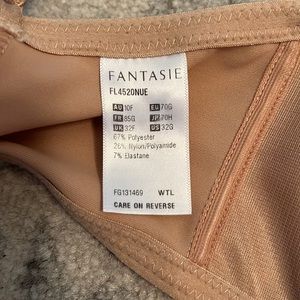 FANTASIE
FL4520NUE
AU 10F EU 70G
FR 85G JP 70H
UK 32F US 32G
67% Polyester
26% Nylon/Polyamide
7% Elastane
FG131469 WTL
CARE ON REVERSE